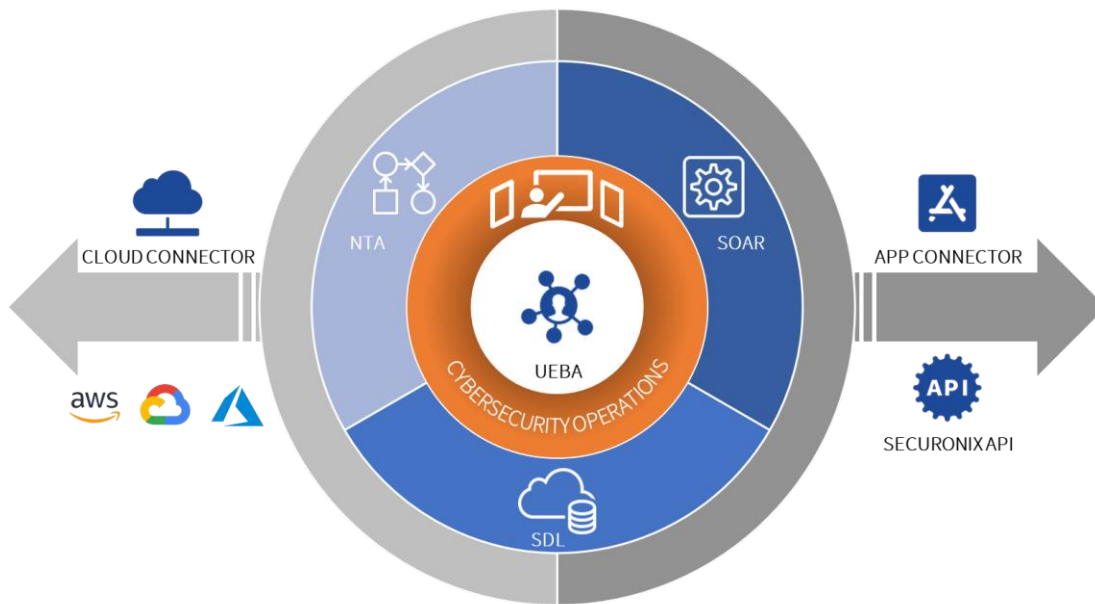 NTA
SOAR
CLOUD CONNECTOR
APP CONNECTOR
UEBA
CYBERSECURITY OPERATIONS
aws
API
SECURONIX API
SDL